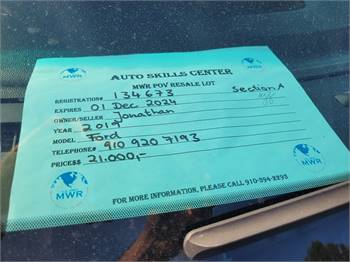 AUTO SKILLS CENTER
MWR POV RESALE LOT
REGISTRATION# 134673 Section A
EXPIRES 01 Dec 2024
OWNER/SELLER Jonathan
YEAR 2019
MODEL Ford
TELEPHONE# 910 920 7193
PRICE$$ 21.000,-
FOR MORE INFORMATION, PLEASE CALL 910-394-2293
MWR
MWR
MWR
MWR